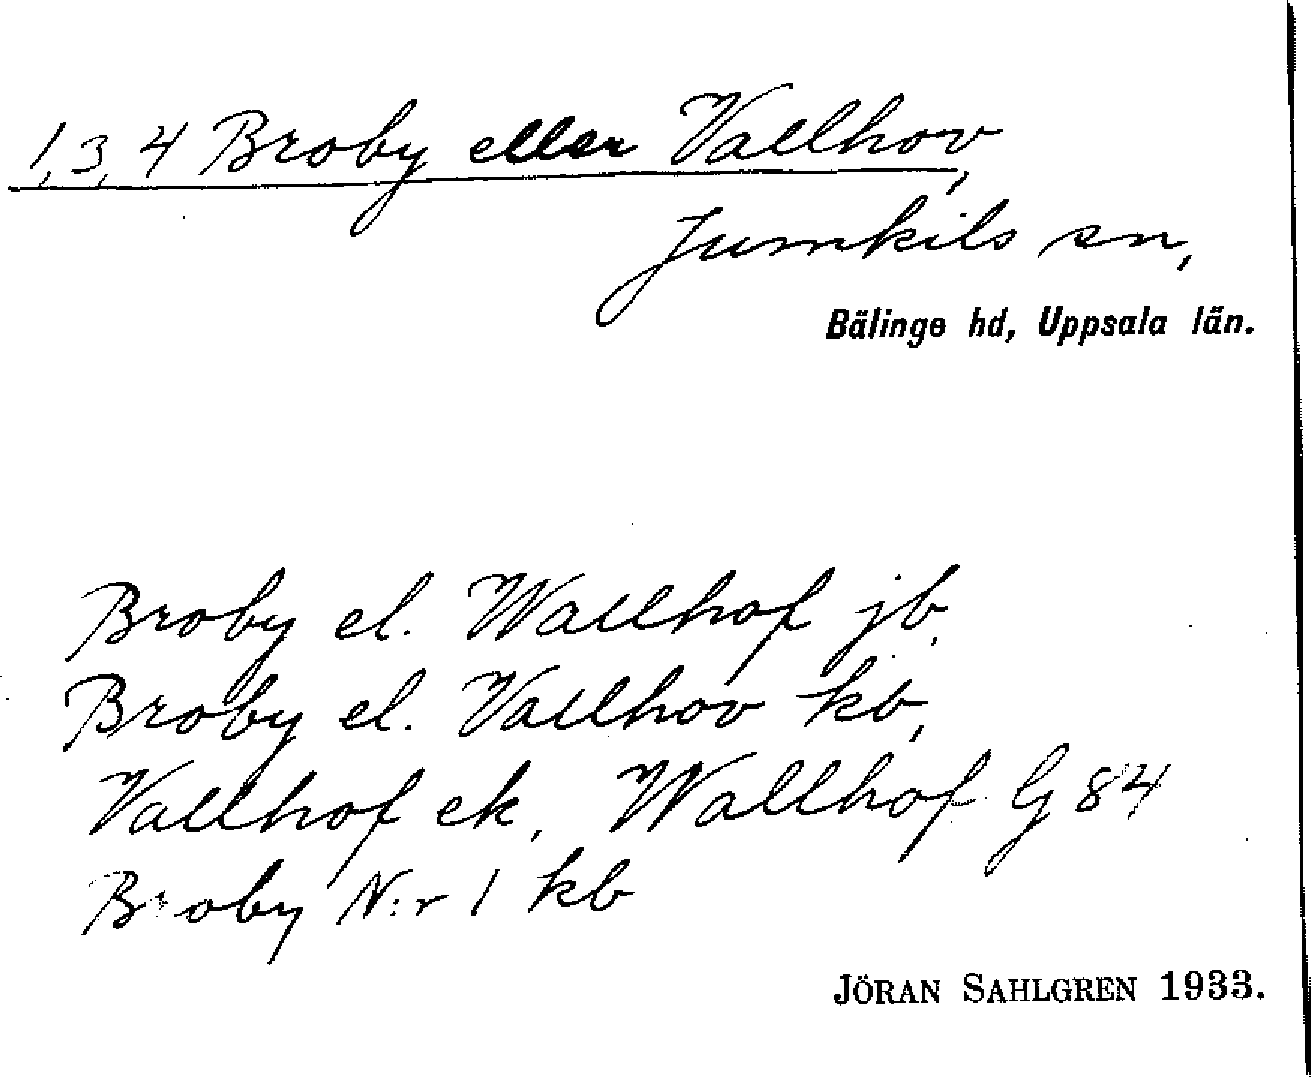 1,3,4 Broby eller Vallhov,
Jumkils sn,
Bälinge hd, Uppsala län.
Broby el. Wallhof jb,
Broby el. Vallhov kb,
Vallhof ek, Wallhof G 84
Broby N:r 1 kb
JÖRAN SAHLGREN 1933.